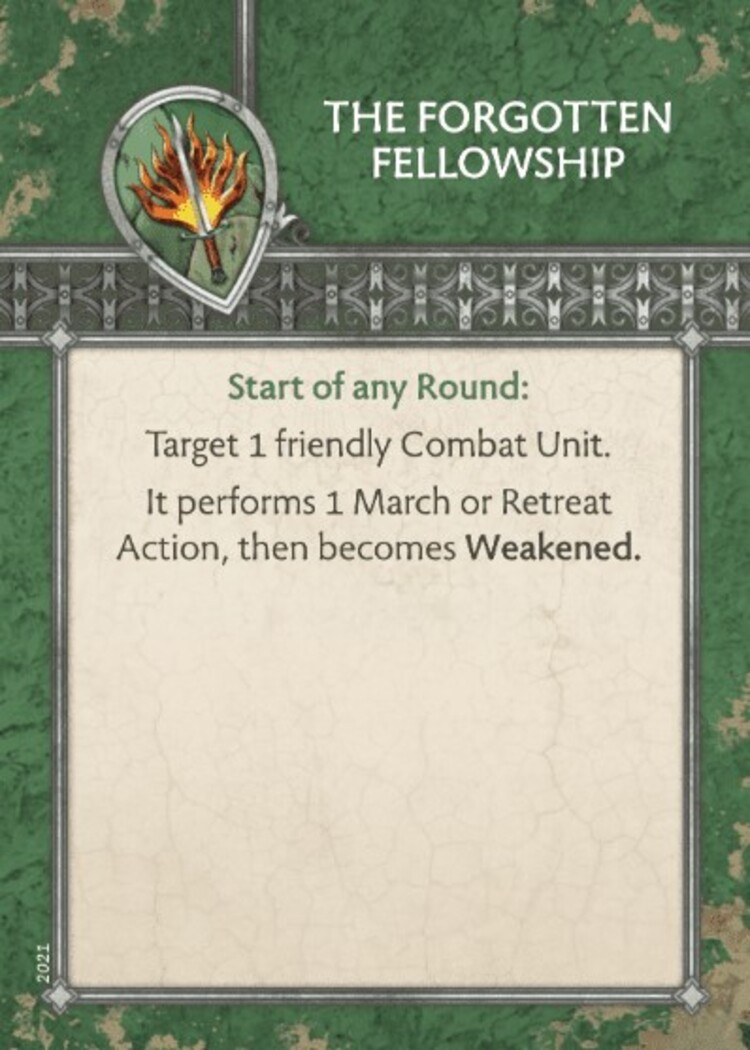 THE FORGOTTEN
FELLOWSHIP
Start of any Round:
Target 1 friendly Combat Unit.
It performs 1 March or Retreat
Action, then becomes Weakened.
2021